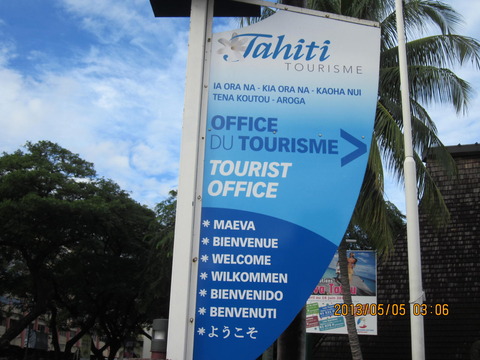 Tahiti
TOURISME
IA ORA NA - KIA ORA NA - KAOHA NUI
TENA KOUTOU - AROGA
OFFICE
DU TOURISME >
TOURIST
OFFICE
* MAEVA
* BIENVENUE
* WELCOME
* WILKOMMEN
* BIENVENIDO
* BENVENUTI
* ようこそ
2013/05/05 03:06